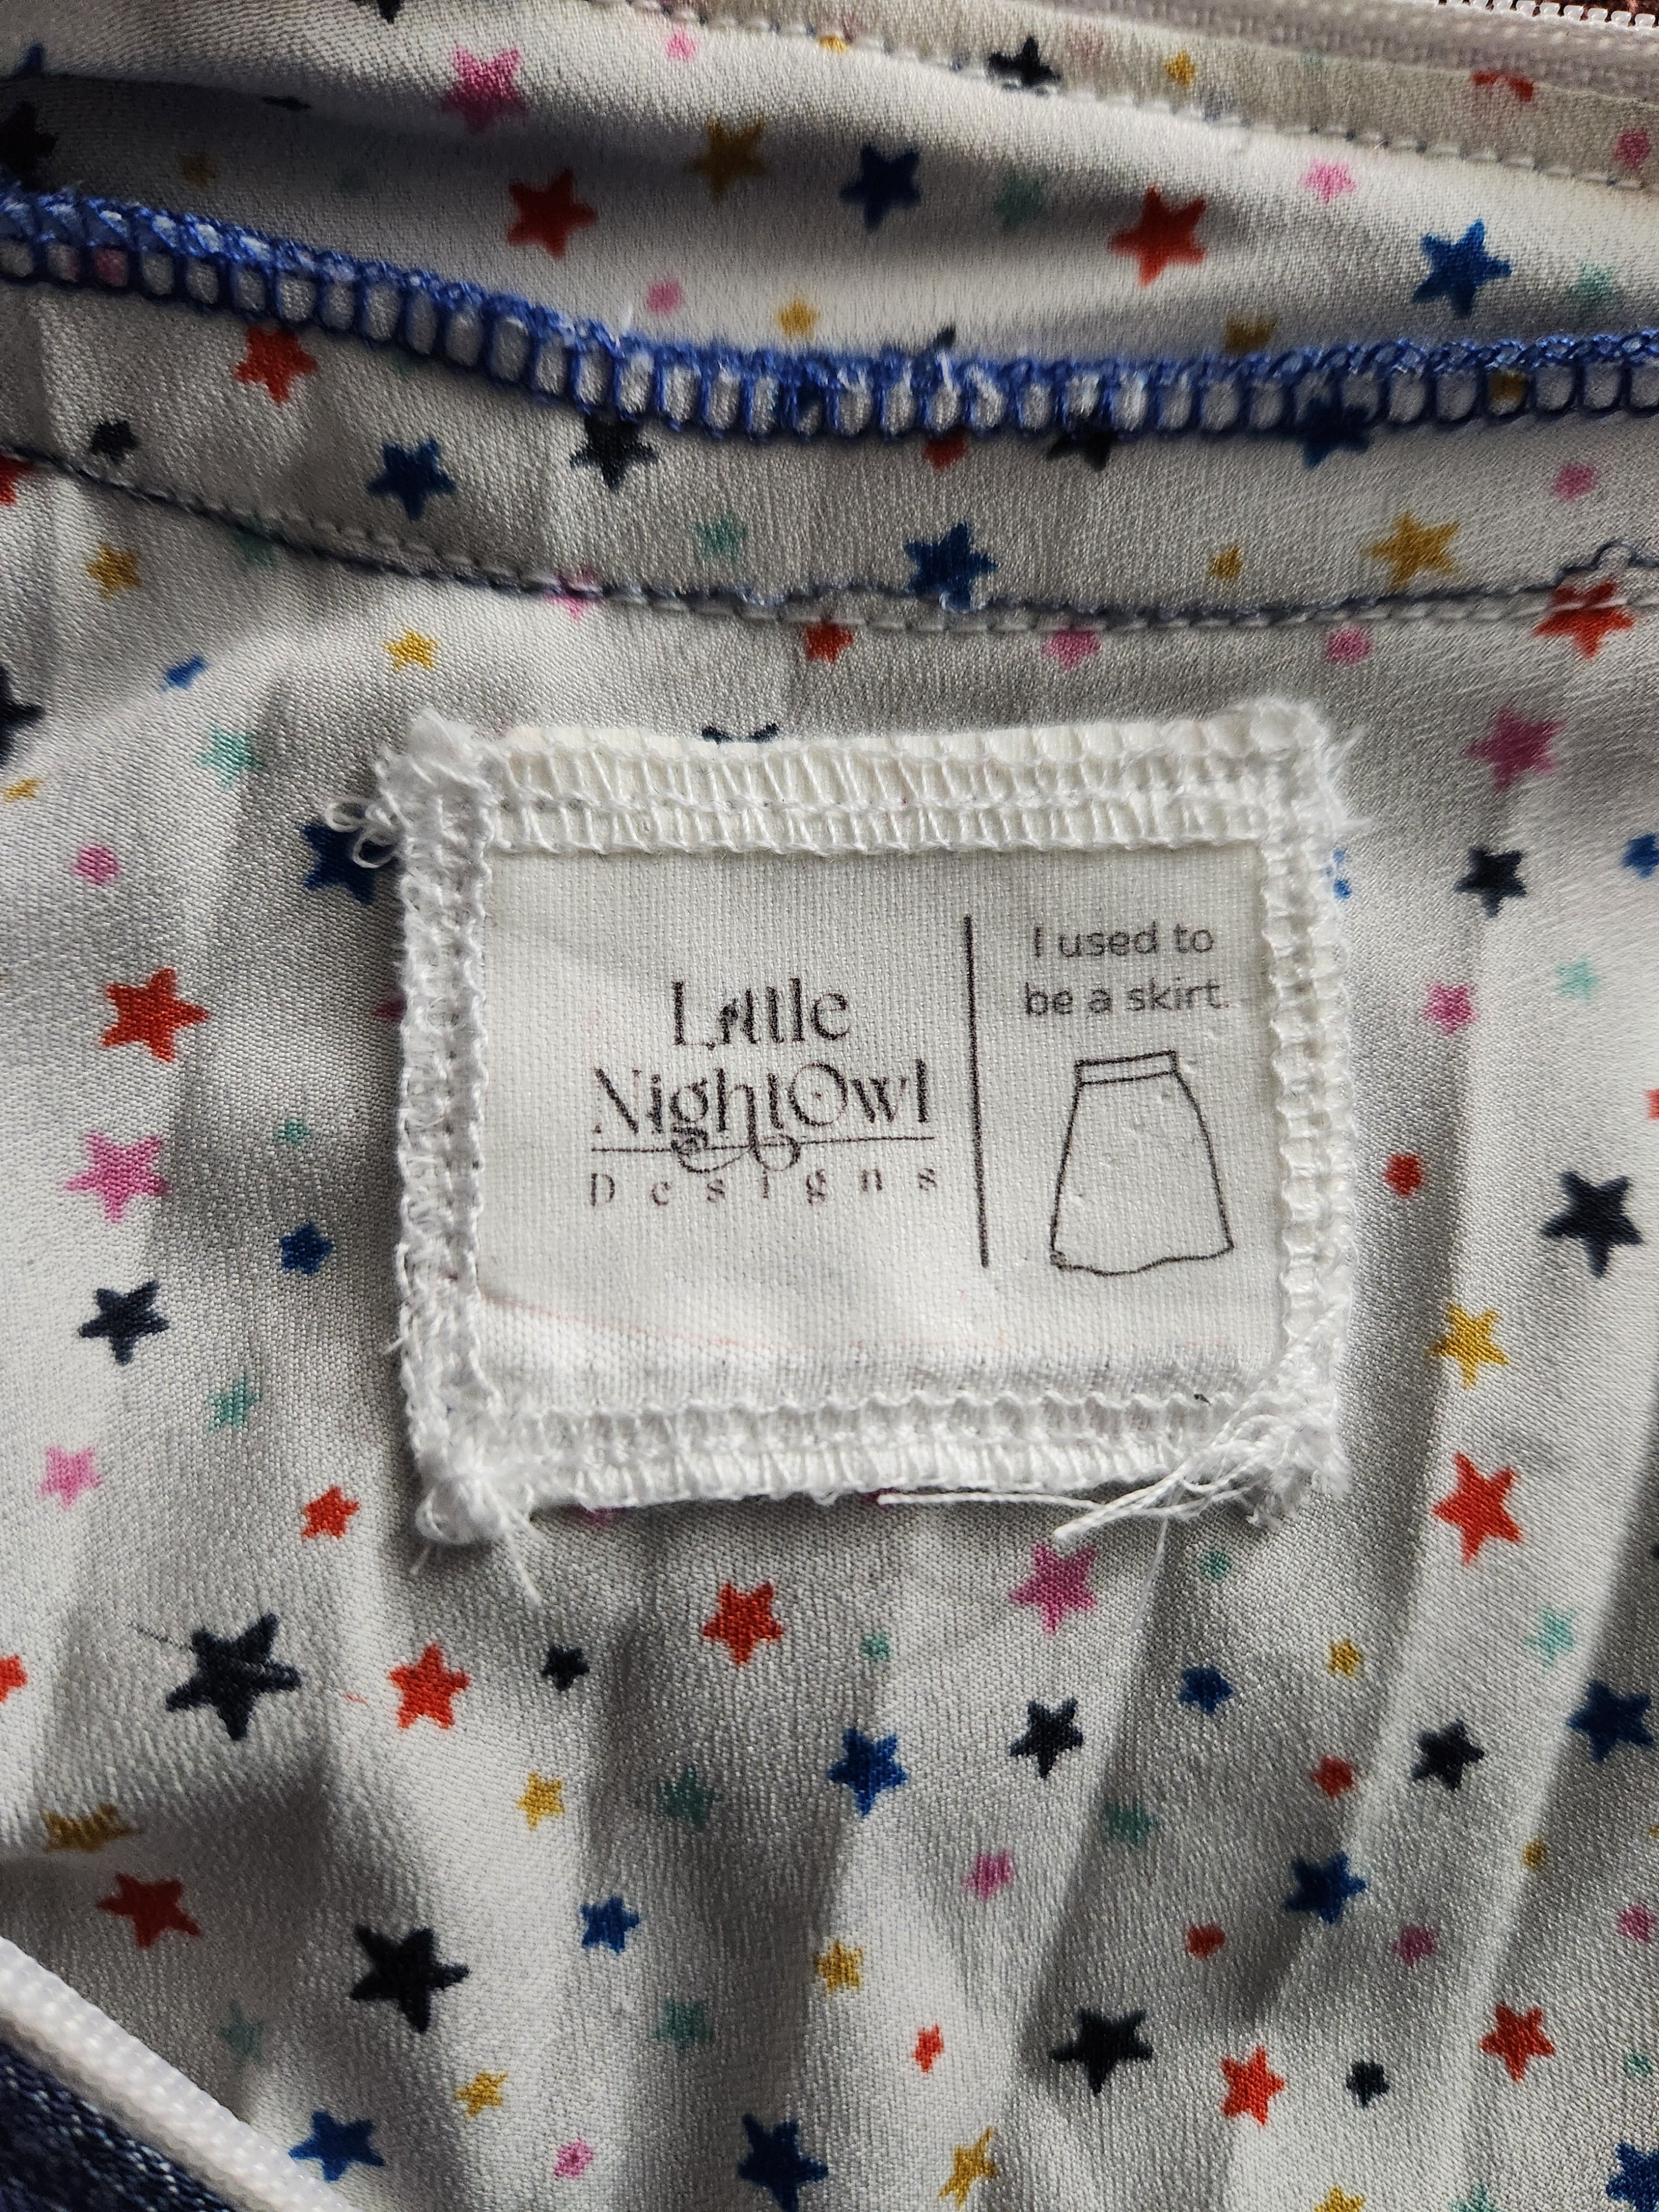 Little
NightOwl
Designs
I used to
be a skirt.